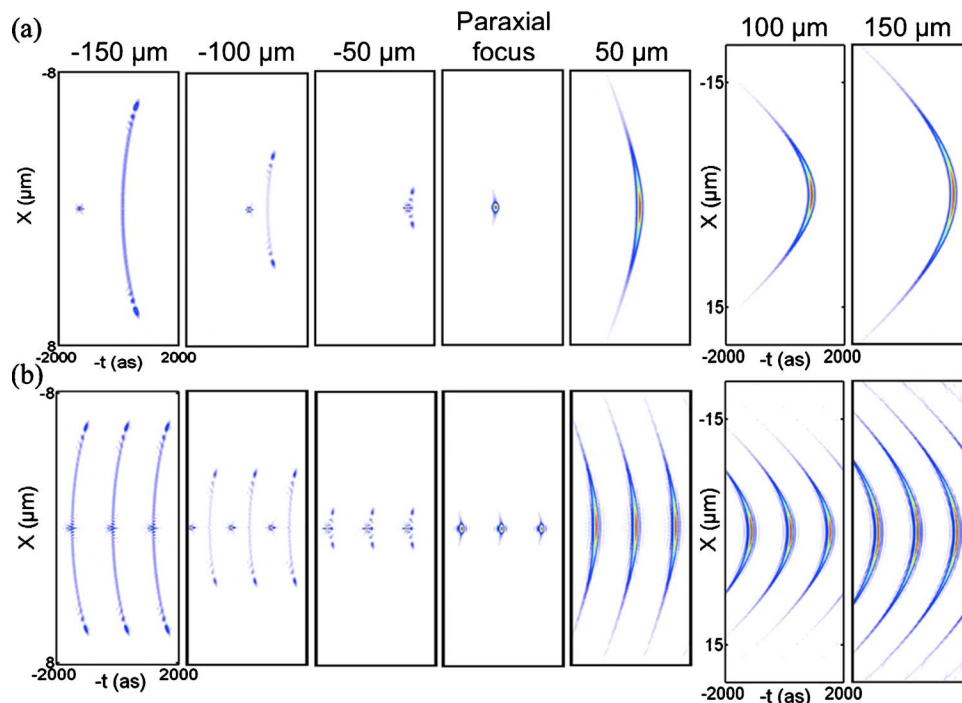 (a)
-150 µm
-100 µm
-50 µm
Paraxial
focus
50 µm
100 µm
150 µm
-8
X (µm)
8
-2000
-t (as)
2000
-15
X (µm)
15
-2000
-t (as)
2000
(b)
-8
X (µm)
8
-2000
-t (as)
2000
-15
X (µm)
15
-2000
-t (as)
2000